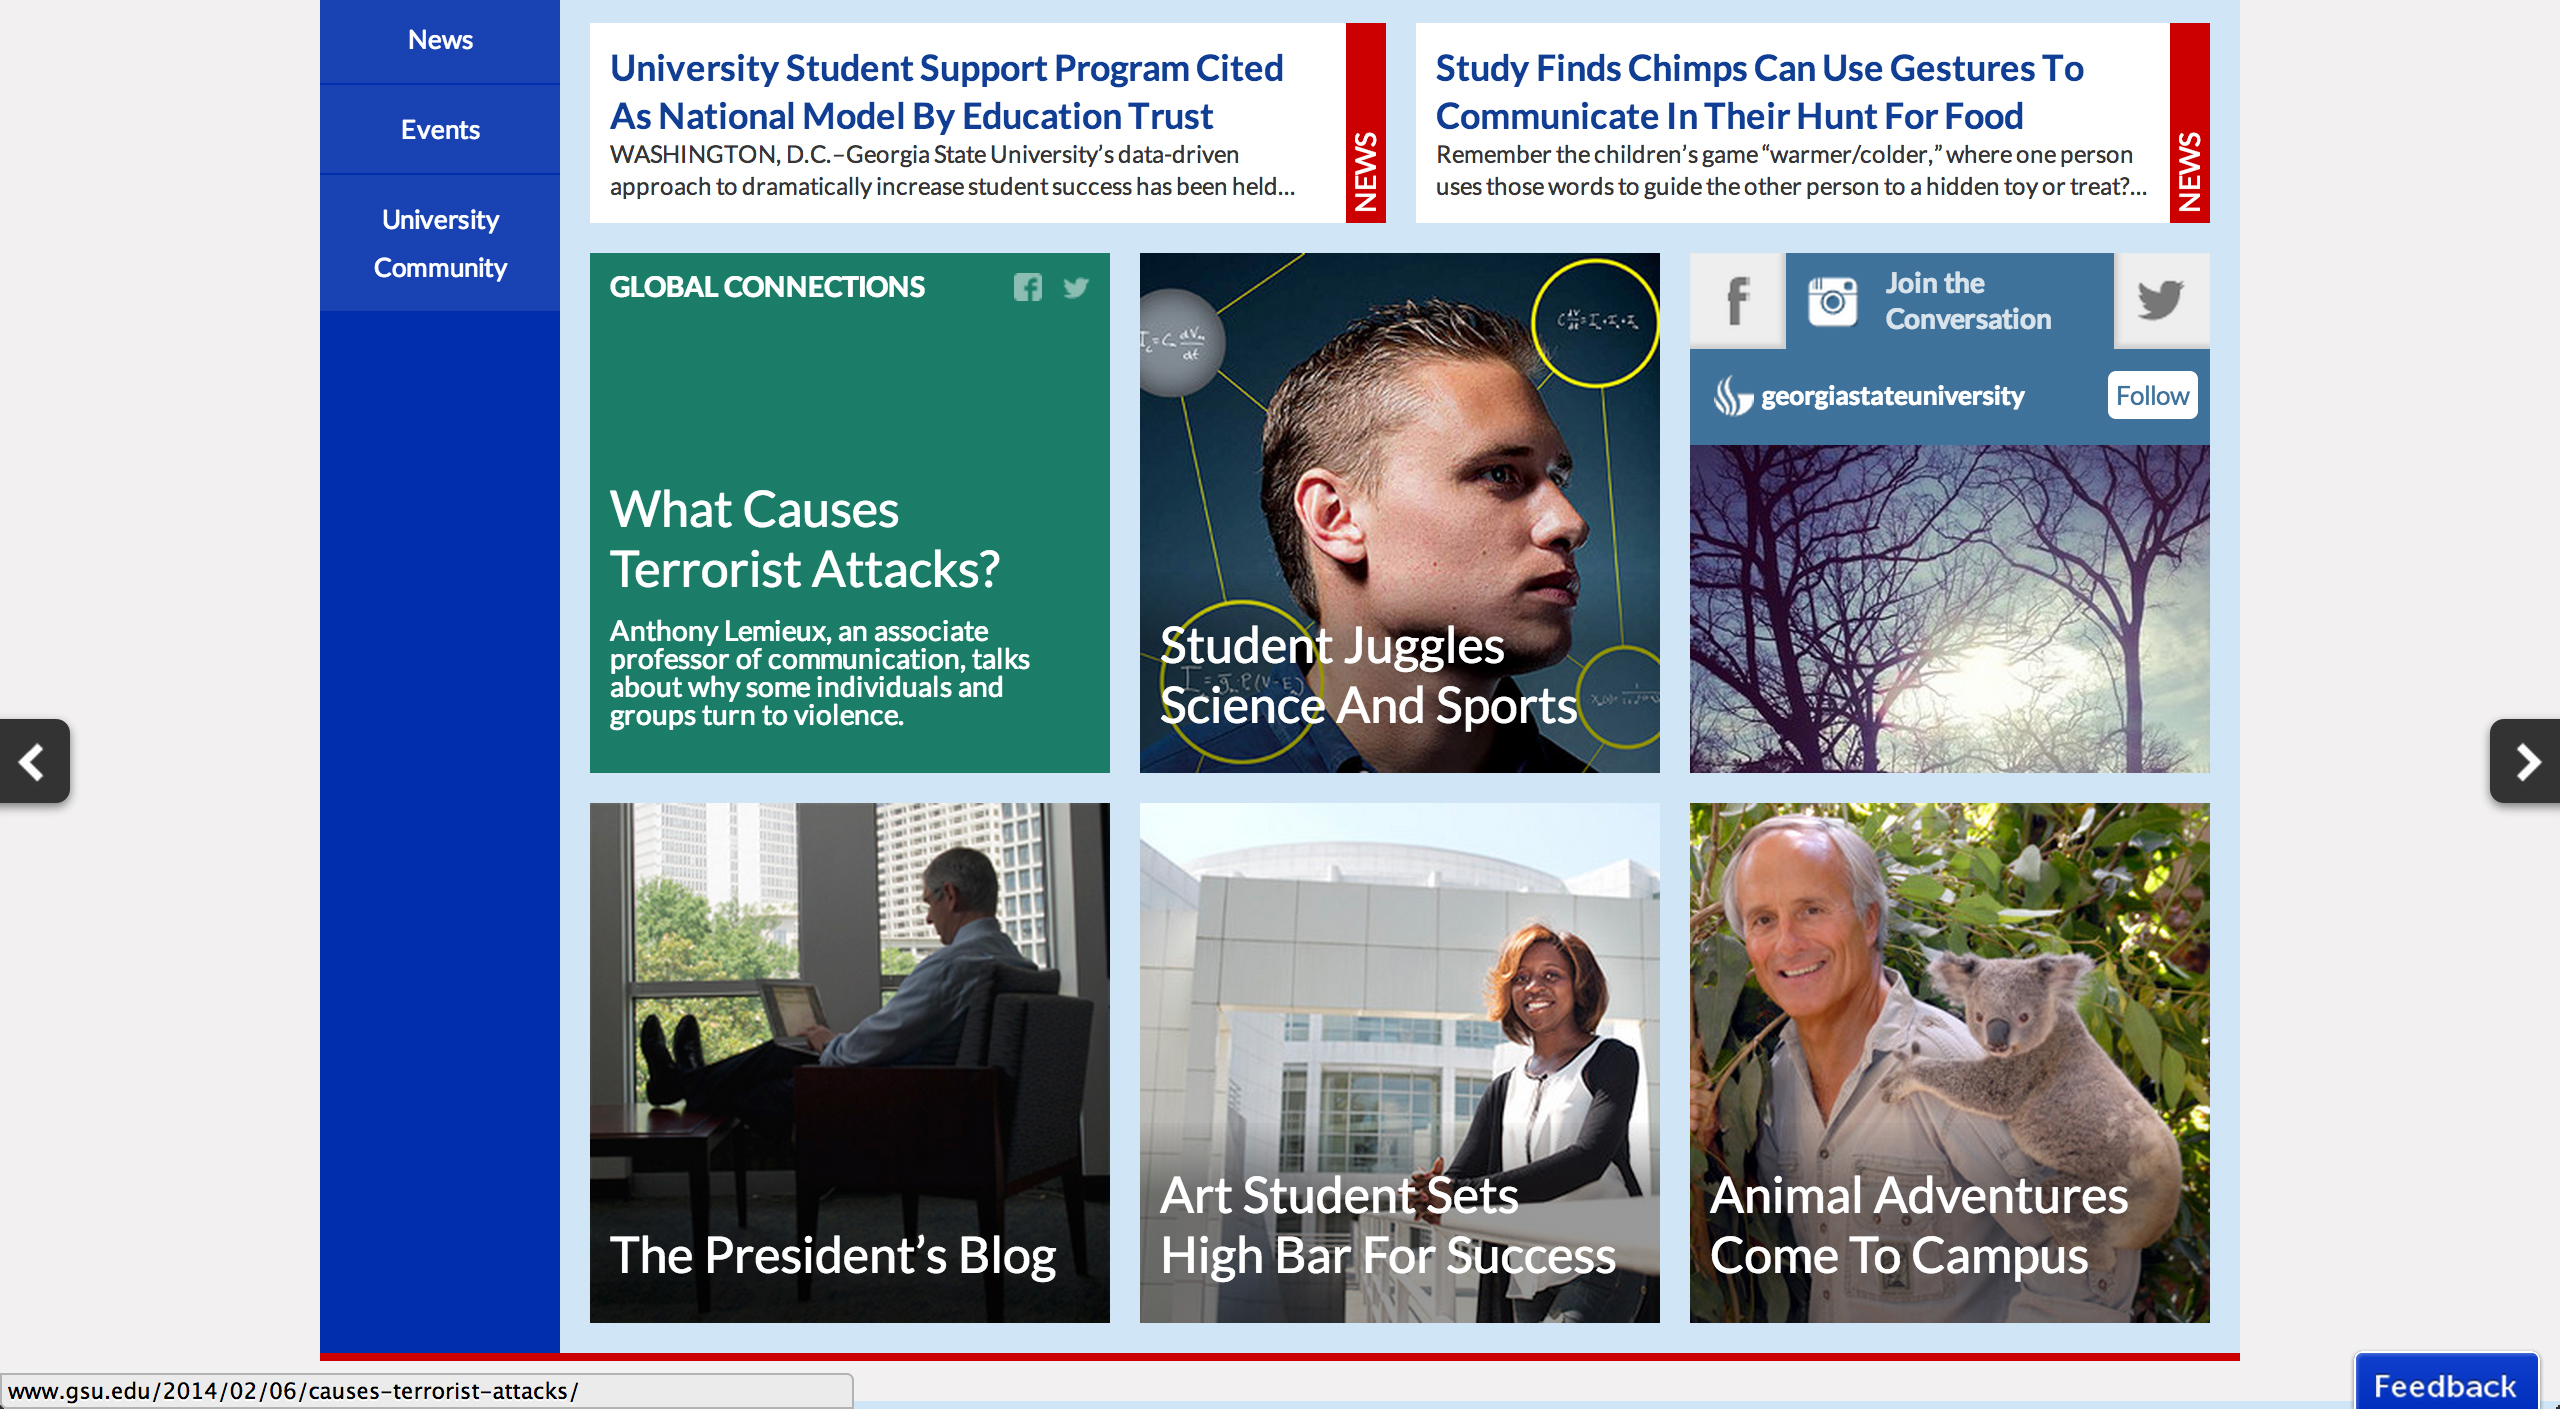 News
Events
University
Community
University Student Support Program Cited
As National Model By Education Trust
WASHINGTON, D.C.–Georgia State University’s data-driven
approach to dramatically increase student success has been held...
NEWS
Study Finds Chimps Can Use Gestures To
Communicate In Their Hunt For Food
Remember the children’s game “warmer/colder,” where one person
uses those words to guide the other person to a hidden toy or treat?...
NEWS
GLOBAL CONNECTIONS
What Causes
Terrorist Attacks?
Anthony Lemieux, an associate
professor of communication, talks
about why some individuals and
groups turn to violence.
Student Juggles
Science And Sports
Join the
Conversation
georgiastateuniversity
Follow
The President’s Blog
Art Student Sets
High Bar For Success
Animal Adventures
Come To Campus
www.gsu.edu/2014/02/06/causes-terrorist-attacks/
Feedback